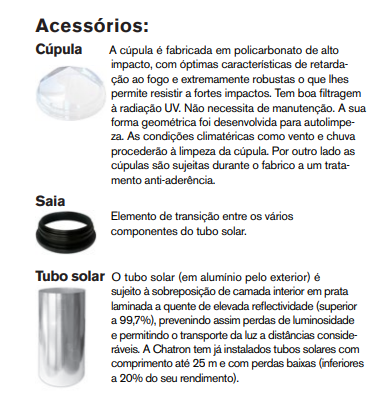 Acessórios:
Cúpula
A cúpula é fabricada em policarbonato de alto
impacto, com óptimas características de retarda-
ção ao fogo e extremamente robustas o que lhes
permite resistir a fortes impactos. Tem boa filtragem
à radiação UV. Não necessita de manutenção. A sua
forma geométrica foi desenvolvida para autolimpe-
za. As condições climatéricas como vento e chuva
procederão à limpeza da cúpula. Por outro lado as
cúpulas são sujeitas durante o fabrico a um trata-
mento anti-aderência.
Saia
Elemento de transição entre os vários
componentes do tubo solar.
Tubo solar
O tubo solar (em alumínio pelo exterior) é
sujeito à sobreposição de camada interior em prata
laminada a quente de elevada reflectividade (superior
a 99,7%), prevenindo assim perdas de luminosidade
e permitindo o transporte da luz a distâncias conside-
ráveis. A Chatron tem já instalados tubos solares com
comprimento até 25 m e com perdas baixas (inferiores
a 20% do seu rendimento).